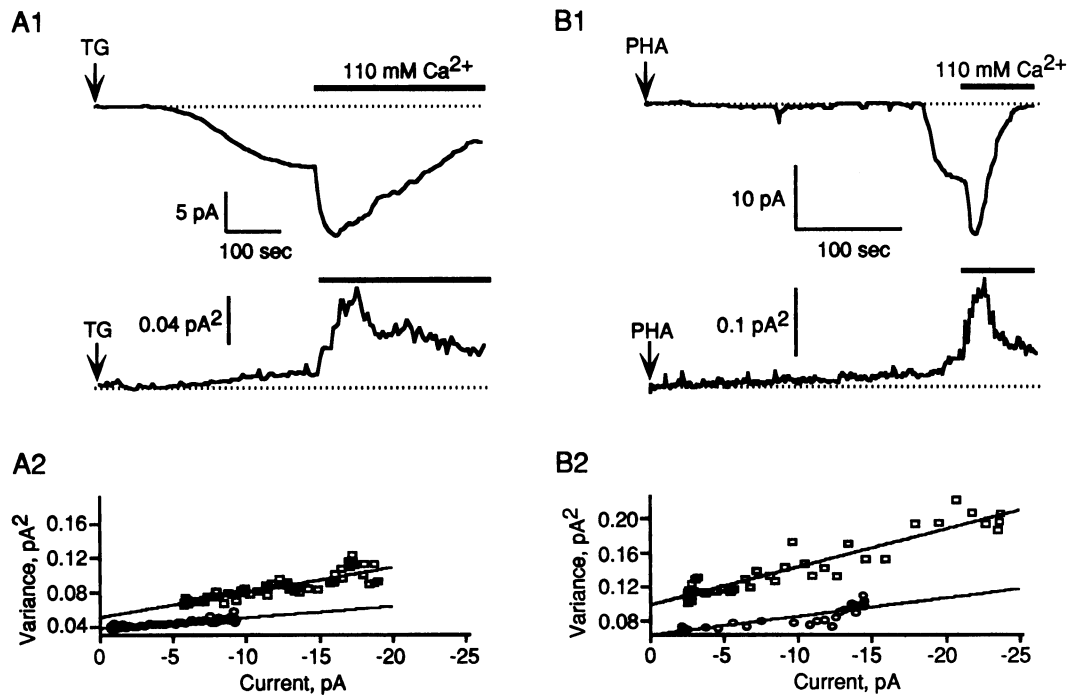 A1
TG
110 mM Ca2+
5 pA
100 sec
TG
0.04 pA2
B1
PHA
110 mM Ca2+
10 pA
100 sec
PHA
0.1 pA2
A2
Variance, pA2
0.16
0.12
0.08
0.04
0 -5 -10 -15 -20 -25
Current, pA
B2
Variance, pA2
0.20
0.16
0.12
0.08
0 -5 -10 -15 -20 -25
Current, pA